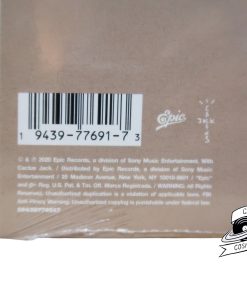 1 9439-77691-7 3
Epic
© & ℗ 2020 Epic Records, a division of Sony Music Entertainment. With
Cactus Jack. / Distributed by Epic Records, a division of Sony Music
Entertainment / 25 Madison Avenue, New York, NY 10010-8601 / "Epic"
and Reg. U.S. Pat. & Tm. Off. Marca Registrada. / WARNING: All Rights
Reserved. Unauthorized duplication is a violation of applicable laws. FBI
Anti-Piracy Warning: Unauthorized copying is punishable under federal law.